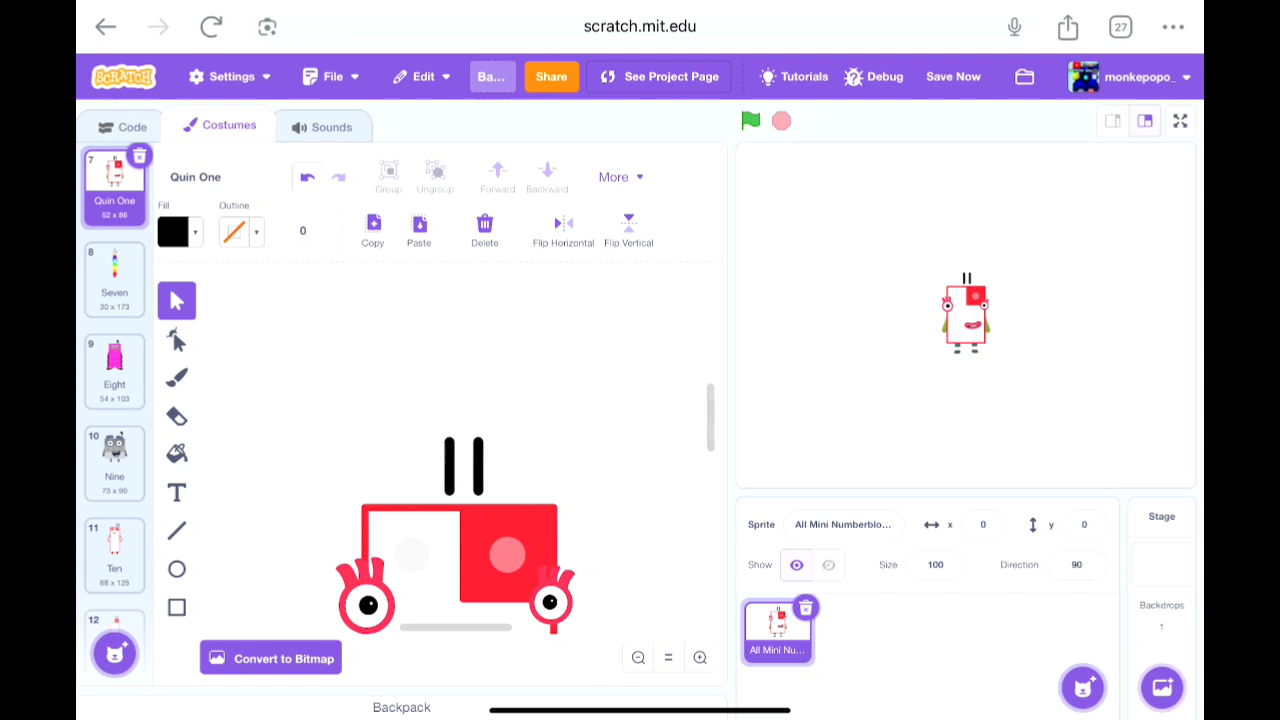 scratch.mit.edu
27
SCRATCH
Settings
File
Edit
Ba...
Share
See Project Page
Tutorials
Debug
Save Now
monkepopo_
Code
Costumes
Sounds
7
Quin One
52 x 86
8
Seven
30 x 173
9
Eight
54 x 103
10
Nine
73 x 90
11
Ten
68 x 125
12
Quin One
Group
Ungroup
Forward
Backward
More
Fill
Outline
0
Copy
Paste
Delete
Flip Horizontal
Flip Vertical
T
Convert to Bitmap
Backpack
Sprite
All Mini Numberblo...
x
0
y
0
Show
Size
100
Direction
90
All Mini Nu...
Stage
Backdrops
1